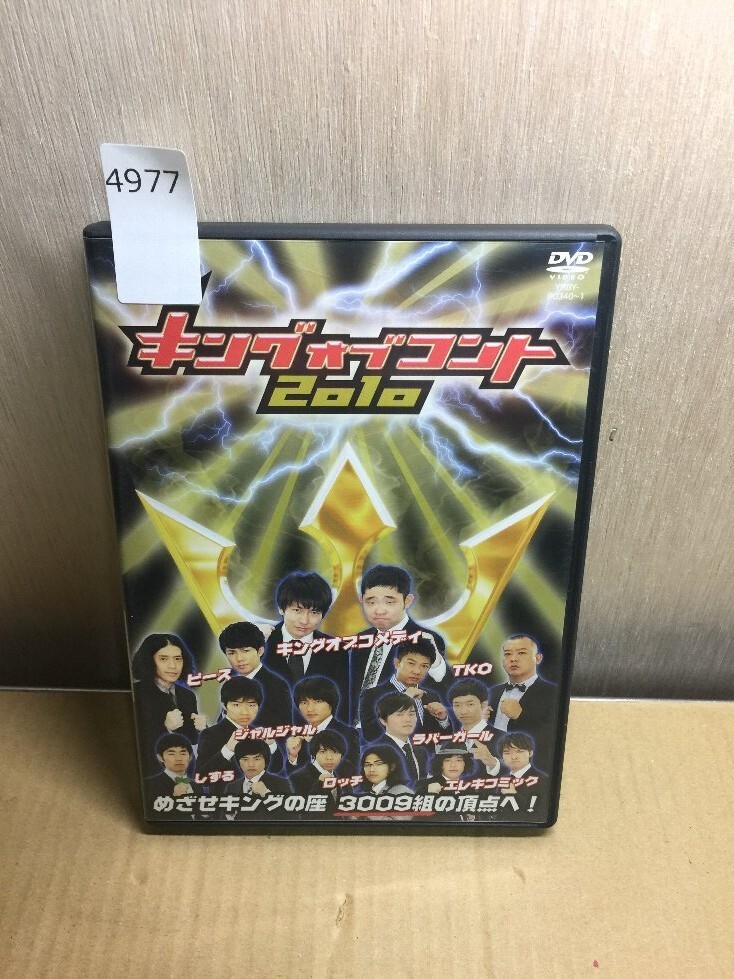 4977
DVD
VIDEO
YRBY-
90340~1
キングオブコント
2010
キングオブコメディ
ピース
TKO
ジャルジャル
ラバーガール
しずる
ロッチ
エレキコミック
めざせキングの座 3009組の頂点へ!